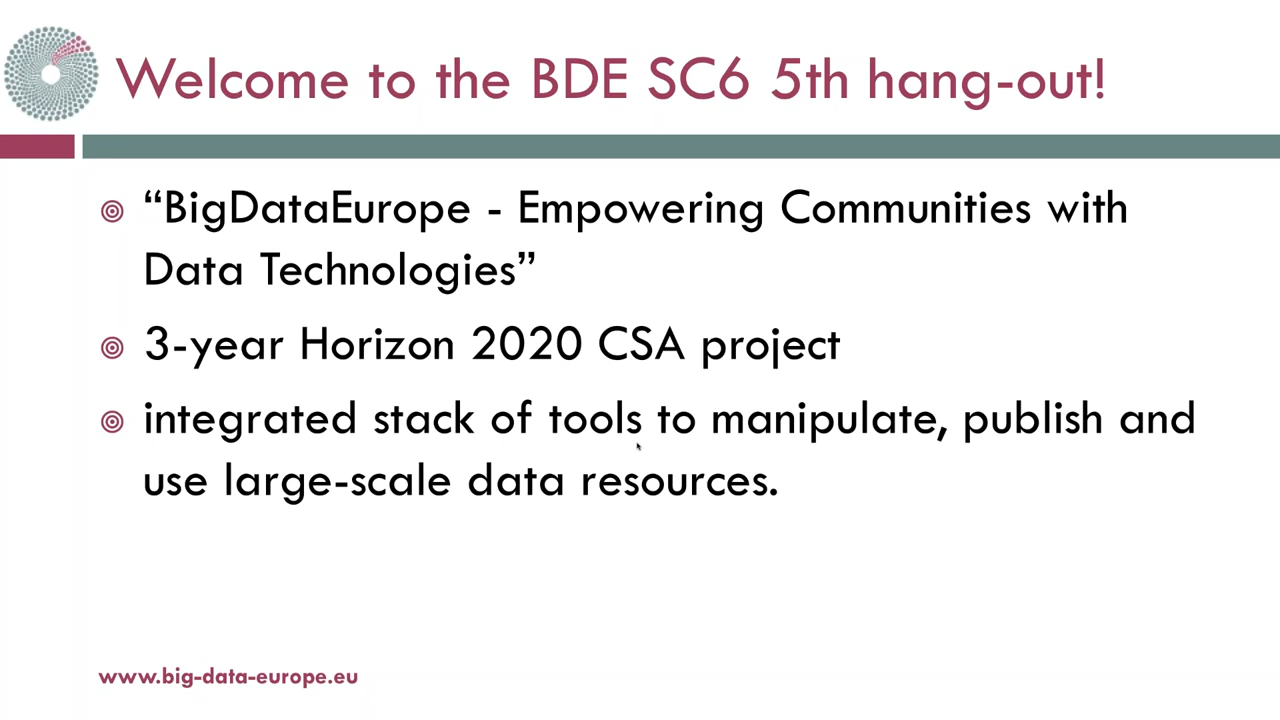 Welcome to the BDE SC6 5th hang-out!
“BigDataEurope - Empowering Communities with
Data Technologies”
3-year Horizon 2020 CSA project
integrated stack of tools to manipulate, publish and
use large-scale data resources.
www.big-data-europe.eu